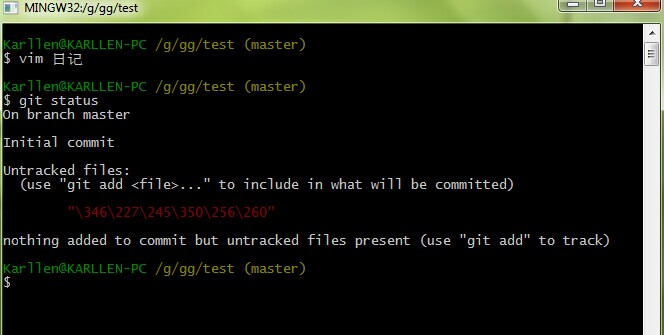 MINGW32:/g/gg/test
Karllen@KARLLEN-PC /g/gg/test (master)
$ vim 日记
Karllen@KARLLEN-PC /g/gg/test (master)
$ git status
On branch master
Initial commit
Untracked files:
(use "git add <file>..." to include in what will be committed)
"\346\227\245\350\256\260"
nothing added to commit but untracked files present (use "git add" to track)
Karllen@KARLLEN-PC /g/gg/test (master)
$